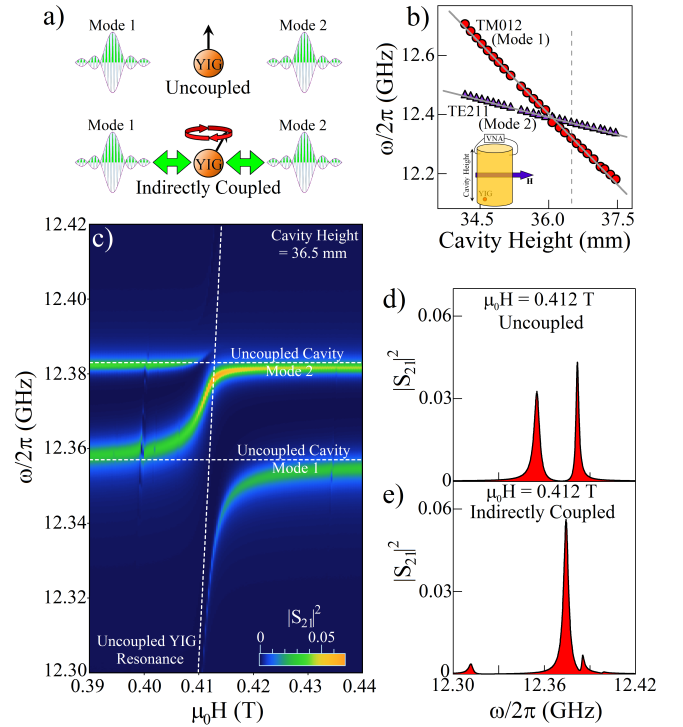 a)
Mode 1
Mode 2
YIG
Uncoupled
Mode 1
Mode 2
YIG
Indirectly Coupled
b)
ω/2π (GHz)
12.6
12.4
12.2
TM012
(Mode 1)
TE211
(Mode 2)
VNA
Cavity Height
H
YIG
34.5
36.0
37.5
Cavity Height (mm)
c)
ω/2π (GHz)
12.42
12.40
12.38
12.36
12.34
12.32
12.30
Cavity Height
= 36.5 mm
Uncoupled Cavity
Mode 2
Uncoupled Cavity
Mode 1
Uncoupled YIG
Resonance
|S21|²
0
0.05
0.39
0.40
0.41
0.42
0.43
0.44
μ0H (T)
d)
μ0H = 0.412 T
Uncoupled
|S21|²
0.06
0.03
0
e)
μ0H = 0.412 T
Indirectly Coupled
|S21|²
0.06
0.03
0
12.30
12.36
12.42
ω/2π (GHz)